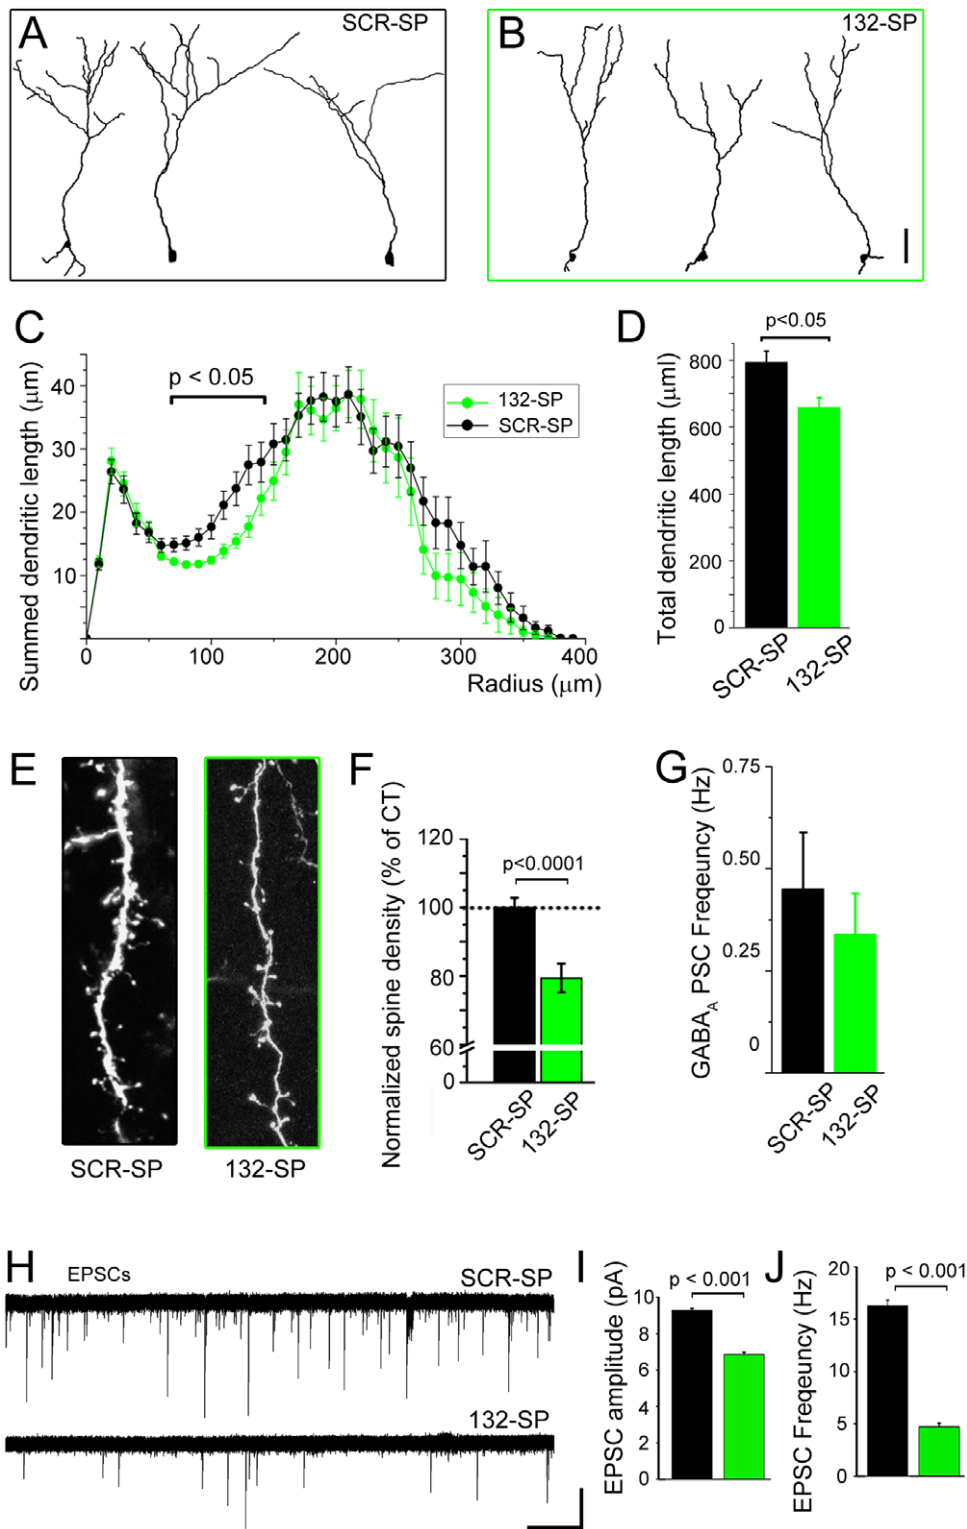 A
SCR-SP
B
132-SP
C
Summed dendritic length (μm)
40
30
20
10
p < 0.05
132-SP
SCR-SP
0
100
200
300
400
Radius (μm)
D
Total dendritic length (μml)
p<0.05
800
600
400
600
800
0
SCR-SP
132-SP
E
SCR-SP
132-SP
F
Normalized spine density (% of CT)
120
100
80
60
0
p<0.0001
SCR-SP
132-SP
G
GABA_A PSC Freqeuncy (Hz)
0.75
0.50
0.25
0
SCR-SP
132-SP
H
EPSCs
SCR-SP
132-SP
I
EPSC amplitude (pA)
p < 0.001
10
8
6
4
2
0
J
EPSC Freqeuncy (Hz)
p < 0.001
20
15
10
5
0